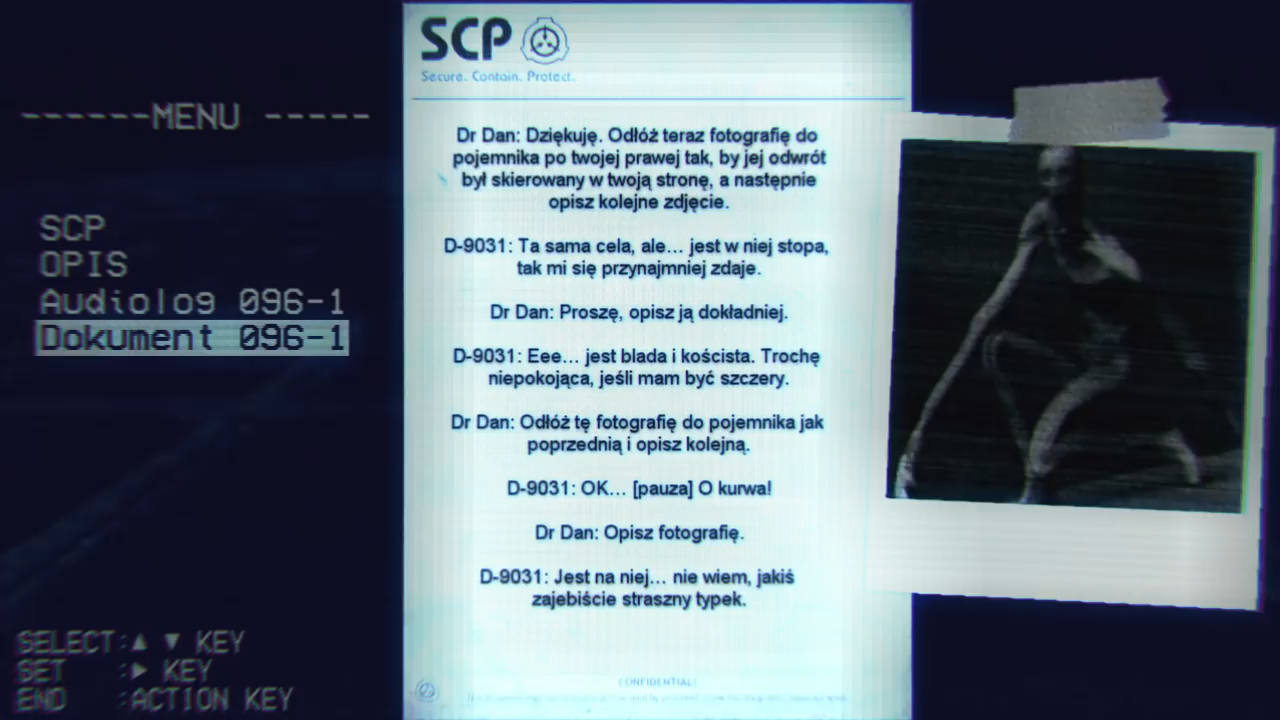 ------MENU -----
SCP
OPIS
Audiolog 096-1
Dokument 096-1
SELECT:▲ ▼ KEY
SET :▶ KEY
END :ACTION KEY
SCP
Secure. Contain. Protect.
Dr Dan: Dziękuję. Odłóż teraz fotografię do
pojemnika po twojej prawej tak, by jej odwrót
był skierowany w twoją stronę, a następnie
opisz kolejne zdjęcie.
D-9031: Ta sama cela, ale... jest w niej stopa,
tak mi się przynajmniej zdaje.
Dr Dan: Proszę, opisz ją dokładniej.
D-9031: Eee... jest blada i koścista. Trochę
niepokojąca, jeśli mam być szczery.
Dr Dan: Odłóż tę fotografię do pojemnika jak
poprzednią i opisz kolejną.
D-9031: OK... [pauza] O kurwa!
Dr Dan: Opisz fotografię.
D-9031: Jest na niej... nie wiem, jakiś
zajebiście straszny typek.
CONFIDENTIAL!